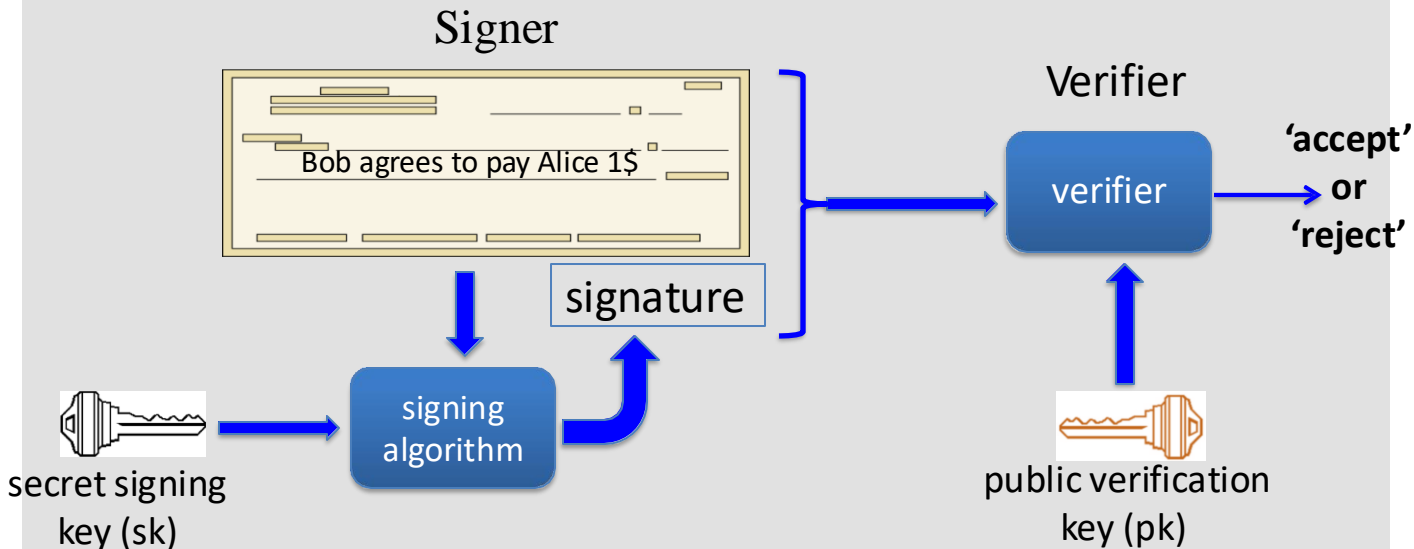 Signer
Bob agrees to pay Alice 1$
signature
signing
algorithm
secret signing
key (sk)
Verifier
verifier
‘accept’
or
‘reject’
public verification
key (pk)